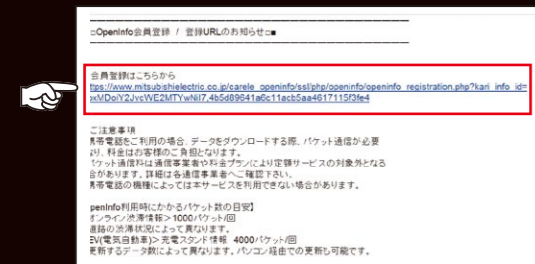 □OpenInfo会員登録 / 登録URLのお知らせ□■
会員登録はこちらから
ttps://www.mitsubishielectric.co.jp/carele_openinfo/ssl/php/openinfo/openinfo_registration.php?kari_info_id=
oxMDoiY2JvcWE2MTYwNiI7,4b5d89641a6c11acb5aa4617115f3fe4
ご注意事項
携帯電話をご利用の場合、データをダウンロードする際、パケット通信が必要
より、料金はお客様のご負担となります。
パケット通信料は通信事業者や料金プランにより定額サービスの対象外となる
合があります。詳細は各通信事業者へご確認下さい。
携帯電話の機種によっては本サービスを利用できない場合があります。
penInfo利用時にかかるパケット数の目安】
オンライン渋滞情報>1000パケット/回
道路の渋滞状況によって異なります。
EV(電気自動車)>充電スタンド情報 4000パケット/回
更新するデータ数によって異なります。パソコン経由での更新も可能です。